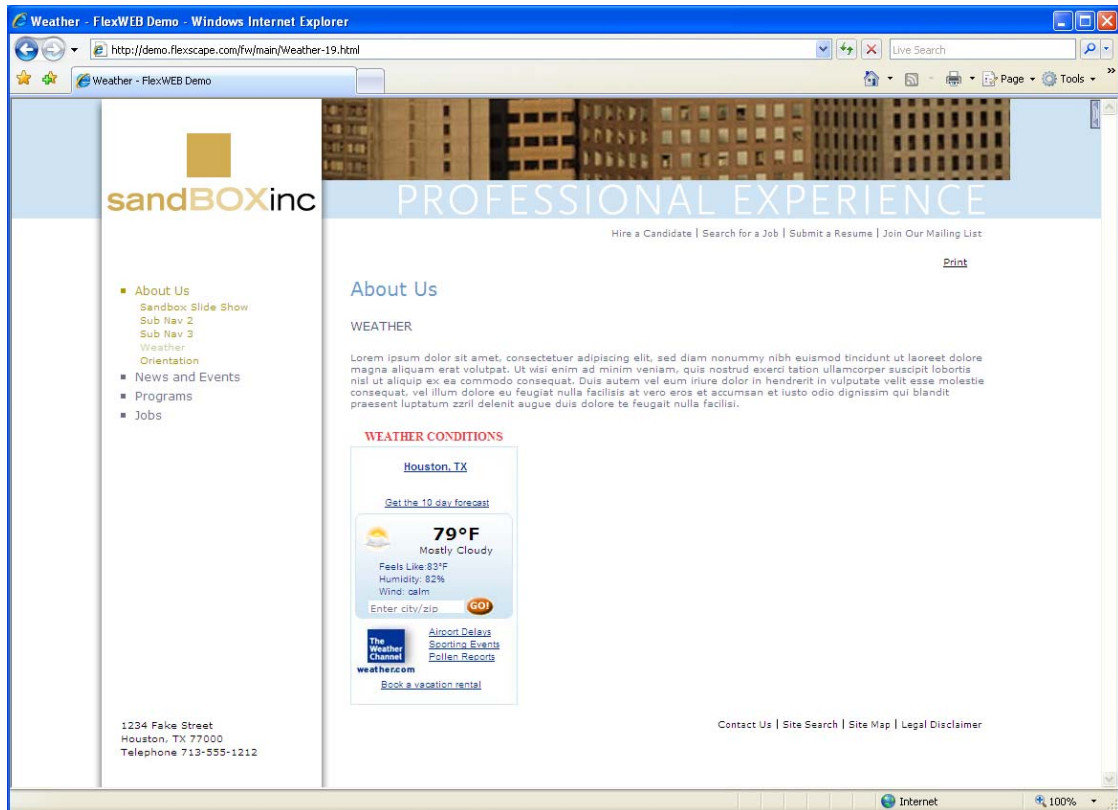 Weather - FlexWEB Demo - Windows Internet Explorer
http://demo.flexscape.com/fw/main/Weather-19.html
Live Search
Weather - FlexWEB Demo
Page
Tools
sandBOXinc
PROFESSIONAL EXPERIENCE
Hire a Candidate | Search for a Job | Submit a Resume | Join Our Mailing List
Print
About Us
Sandbox Slide Show
Sub Nav 2
Sub Nav 3
Weather
Orientation
News and Events
Programs
Jobs
About Us
WEATHER
Lorem ipsum dolor sit amet, consectetuer adipiscing elit, sed diam nonummy nibh euismod tincidunt ut laoreet dolore
magna aliquam erat volutpat. Ut wisi enim ad minim veniam, quis nostrud exerci tation ullamcorper suscipit lobortis
nisl ut aliquip ex ea commodo consequat. Duis autem vel eum iriure dolor in hendrerit in vulputate velit esse molestie
consequat, vel illum dolore eu feugiat nulla facilisis at vero eros et accumsan et iusto odio dignissim qui blandit
praesent luptatum zzril delenit augue duis dolore te feugait nulla facilisi.
WEATHER CONDITIONS
Houston, TX
Get the 10 day forecast
79°F
Mostly Cloudy
Feels Like:83°F
Humidity: 82%
Wind: calm
Enter city/zip
GO!
The
Weather
Channel
weather.com
Airport Delays
Sporting Events
Pollen Reports
Book a vacation rental
1234 Fake Street
Houston, TX 77000
Telephone 713-555-1212
Contact Us | Site Search | Site Map | Legal Disclaimer
Internet
100%